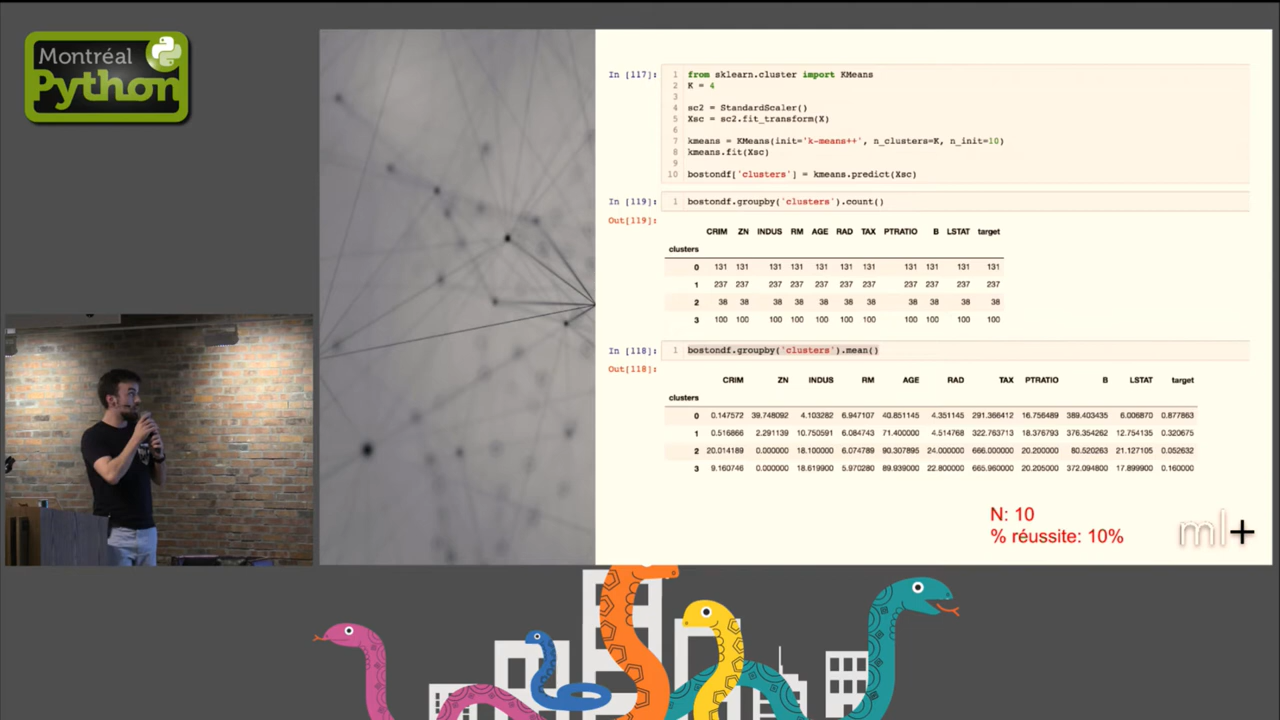 Montréal
Python
In [117]:
1 from sklearn.cluster import KMeans
2 K = 4
3
4 sc2 = StandardScaler()
5 Xsc = sc2.fit_transform(X)
6
7 kmeans = KMeans(init='k-means++', n_clusters=K, n_init=10)
8 kmeans.fit(Xsc)
9
10 bostondf['clusters'] = kmeans.predict(Xsc)
In [119]: 1 bostondf.groupby('clusters').count()
Out[119]:
CRIM ZN INDUS RM AGE RAD TAX PTRATIO B LSTAT target
clusters
0 131 131 131 131 131 131 131 131 131 131 131
1 237 237 237 237 237 237 237 237 237 237 237
2 38 38 38 38 38 38 38 38 38 38 38
3 100 100 100 100 100 100 100 100 100 100 100
In [118]: 1 bostondf.groupby('clusters').mean()
Out[118]:
CRIM ZN INDUS RM AGE RAD TAX PTRATIO B LSTAT target
clusters
0 0.147572 39.748092 4.103282 6.947107 40.851145 4.351145 291.366412 16.756489 389.403435 6.006870 0.877863
1 0.516866 2.291139 10.750591 6.084743 71.400000 4.514768 322.763713 18.376793 376.354262 12.754135 0.320675
2 20.014189 0.000000 18.100000 6.074789 90.307895 24.000000 666.000000 20.200000 80.520263 21.127105 0.052632
3 9.160746 0.000000 18.619900 5.970280 89.939000 22.800000 665.960000 20.205000 372.094800 17.899900 0.160000
N: 10
% réussite: 10%
ml+